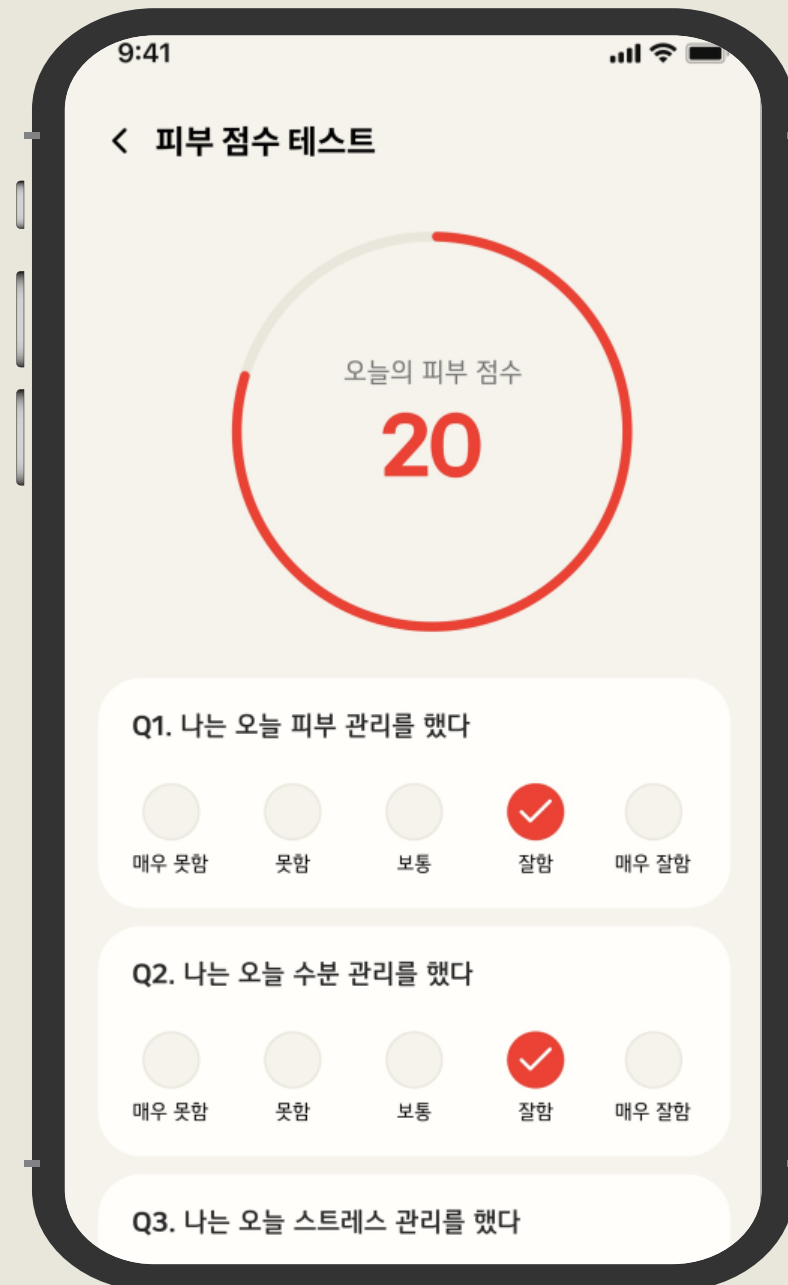 9:41
피부 점수 테스트
오늘의 피부 점수
20
Q1. 나는 오늘 피부 관리를 했다
매우 못함 못함 보통 잘함 매우 잘함
Q2. 나는 오늘 수분 관리를 했다
매우 못함 못함 보통 잘함 매우 잘함
Q3. 나는 오늘 스트레스 관리를 했다